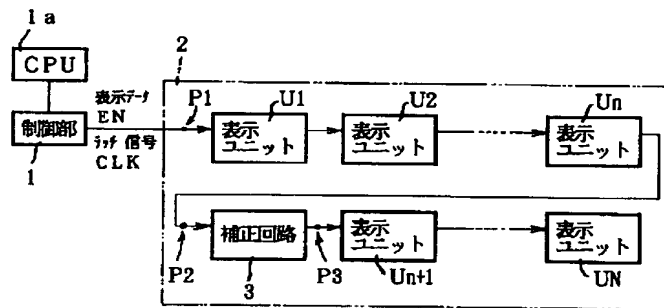 1a
CPU
制御部
1
表示データ
EN
ラッチ 信号
CLK
2
P1
U1
表示
ユニット
U2
表示
ユニット
Un
表示
ユニット
P2
補正回路
3
P3
表示
ユニット
Un+1
表示
ユニット
UN